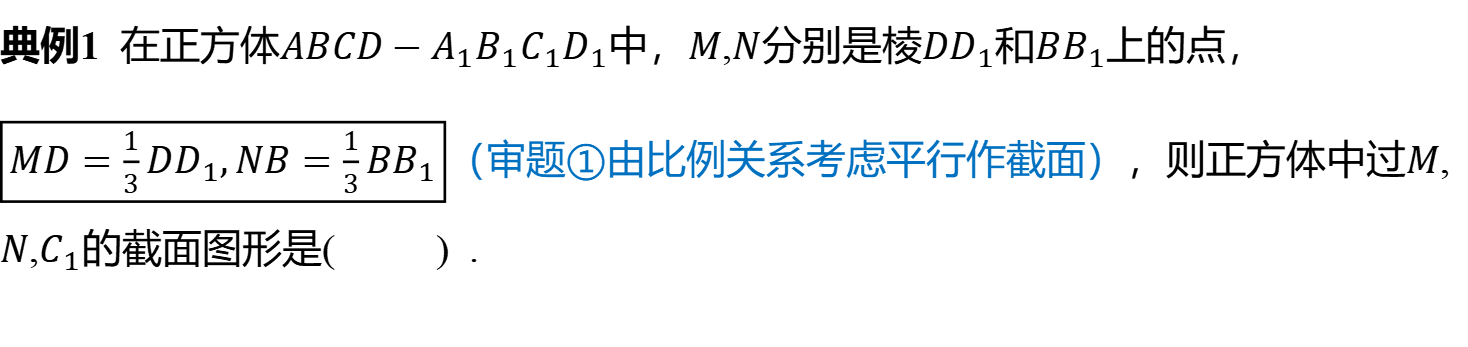 典例1 在正方体ABCD − A₁B₁C₁D₁中，M,N分别是棱DD₁和BB₁上的点，
MD = 1/3 DD₁, NB = 1/3 BB₁（审题①由比例关系考虑平行作截面），则正方体中过M,
N,C₁的截面图形是(  ) .